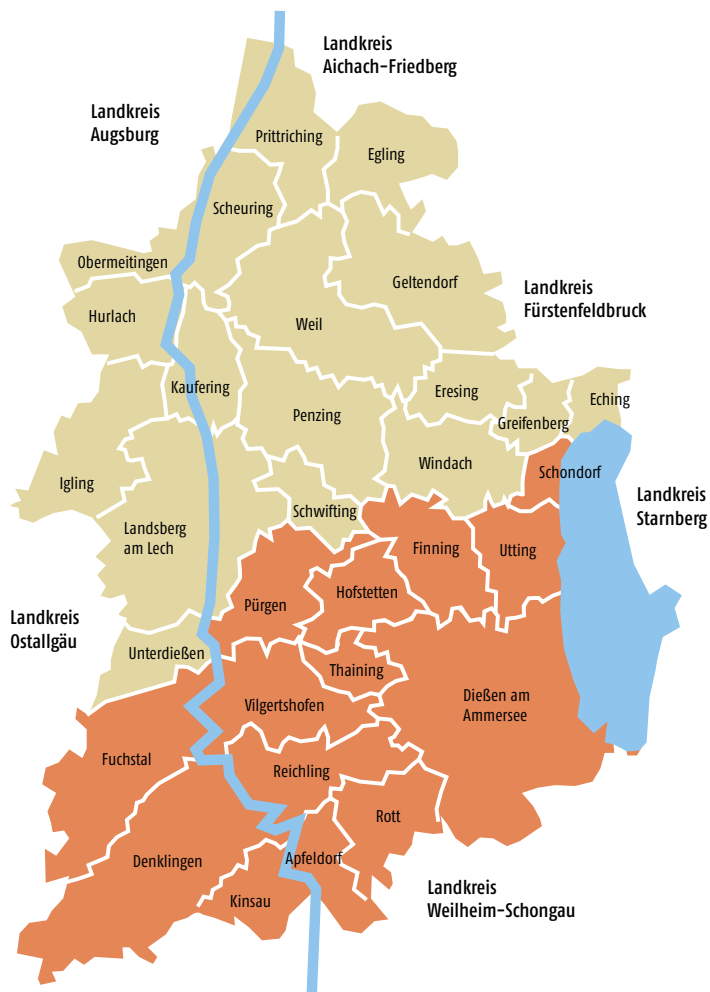 Landkreis
Aichach-Friedberg
Landkreis
Augsburg
Prittriching
Egling
Scheuring
Obermeitingen
Geltendorf
Landkreis
Fürstenfeldbruck
Hurlach
Weil
Kaufering
Eresing
Eching
Penzing
Greifenberg
Windach
Schondorf
Igling
Landkreis
Starnberg
Schwifting
Landsberg
am Lech
Finning
Utting
Hofstetten
Pürgen
Landkreis
Ostallgäu
Unterdießen
Thaining
Dießen am
Ammersee
Vilgertshofen
Fuchstal
Reichling
Rott
Denklingen
Apfeldorf
Kinsau
Landkreis
Weilheim-Schongau